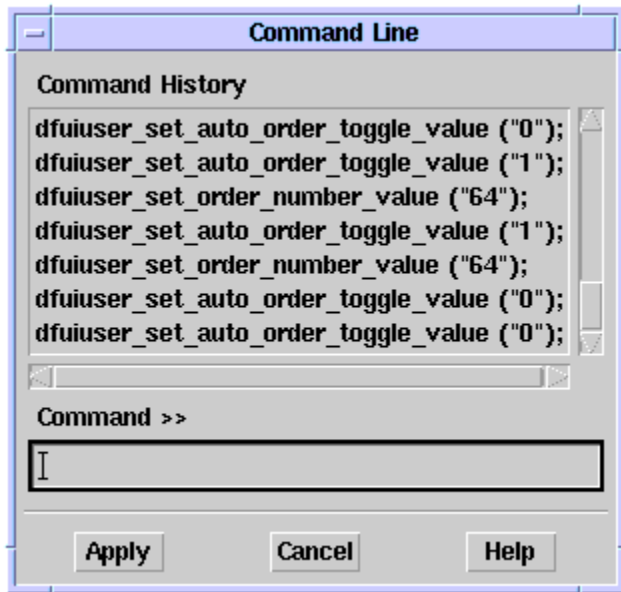 Command Line
Command History
dfuiuser_set_auto_order_toggle_value ("0");
dfuiuser_set_auto_order_toggle_value ("1");
dfuiuser_set_order_number_value ("64");
dfuiuser_set_auto_order_toggle_value ("1");
dfuiuser_set_order_number_value ("64");
dfuiuser_set_auto_order_toggle_value ("0");
dfuiuser_set_auto_order_toggle_value ("0");
Command >>
Apply Cancel Help